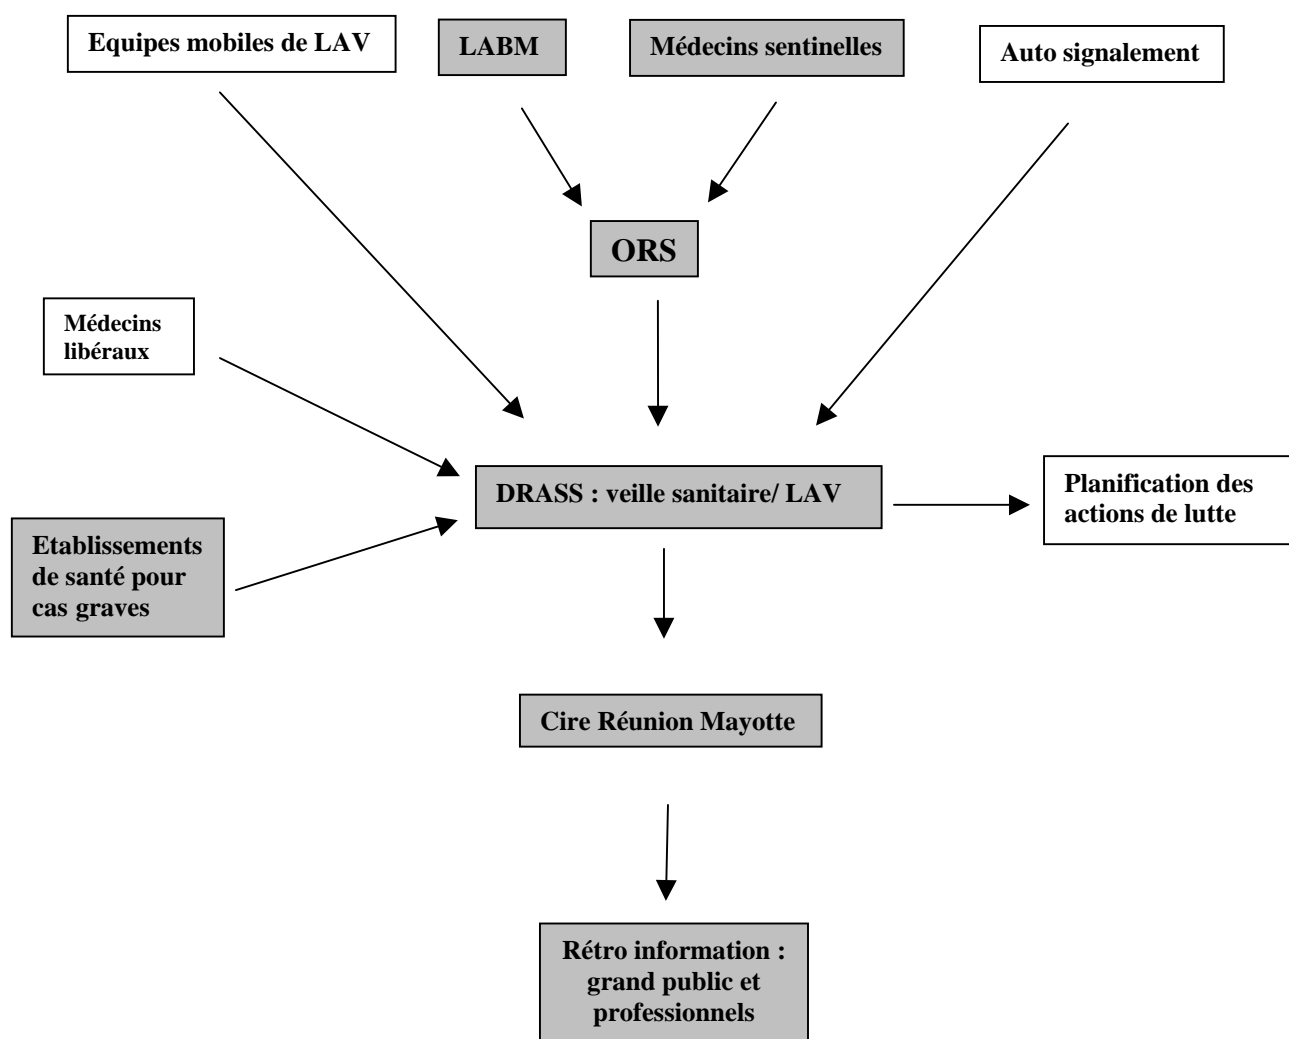 Equipes mobiles de LAV
LABM
Médecins sentinelles
Auto signalement
ORS
Médecins
libéraux
DRASS : veille sanitaire/ LAV
Planification des
actions de lutte
Etablissements
de santé pour
cas graves
Cire Réunion Mayotte
Rétro information :
grand public et
professionnels